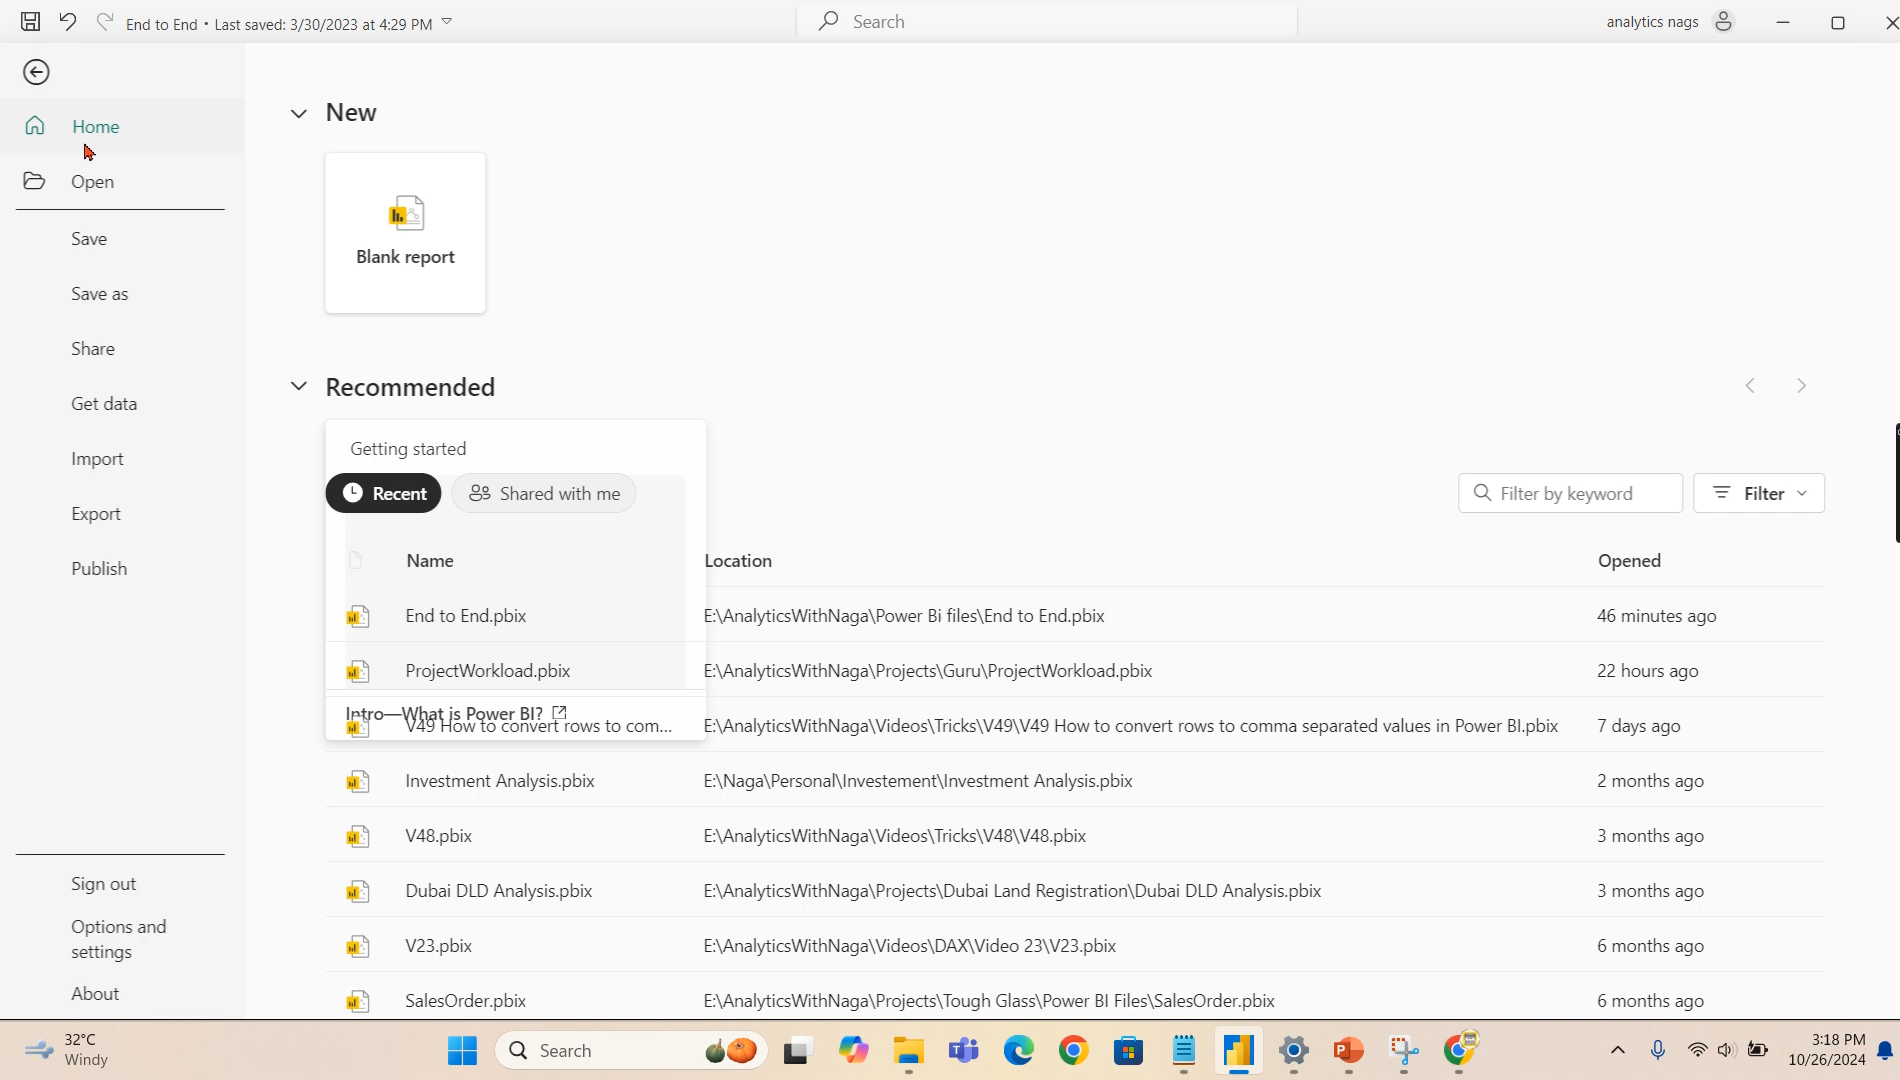 End to End • Last saved: 3/30/2023 at 4:29 PM
Search
analytics nags
Home
Open
Save
Save as
Share
Get data
Import
Export
Publish
Sign out
Options and
settings
About
New
Blank report
Recommended
Getting started
Recent
Shared with me
Filter by keyword
Filter
Name Location Opened
End to End.pbix E:\AnalyticsWithNaga\Power Bi files\End to End.pbix 46 minutes ago
ProjectWorkload.pbix E:\AnalyticsWithNaga\Projects\Guru\ProjectWorkload.pbix 22 hours ago
Intro—What is Power BI?
V49 How to convert rows to com... E:\AnalyticsWithNaga\Videos\Tricks\V49\V49 How to convert rows to comma separated values in Power BI.pbix 7 days ago
Investment Analysis.pbix E:\Naga\Personal\Investement\Investment Analysis.pbix 2 months ago
V48.pbix E:\AnalyticsWithNaga\Videos\Tricks\V48\V48.pbix 3 months ago
Dubai DLD Analysis.pbix E:\AnalyticsWithNaga\Projects\Dubai Land Registration\Dubai DLD Analysis.pbix 3 months ago
V23.pbix E:\AnalyticsWithNaga\Videos\DAX\Video 23\V23.pbix 6 months ago
SalesOrder.pbix E:\AnalyticsWithNaga\Projects\Tough Glass\Power BI Files\SalesOrder.pbix 6 months ago
32°C
Windy
Search
3:18 PM
10/26/2024